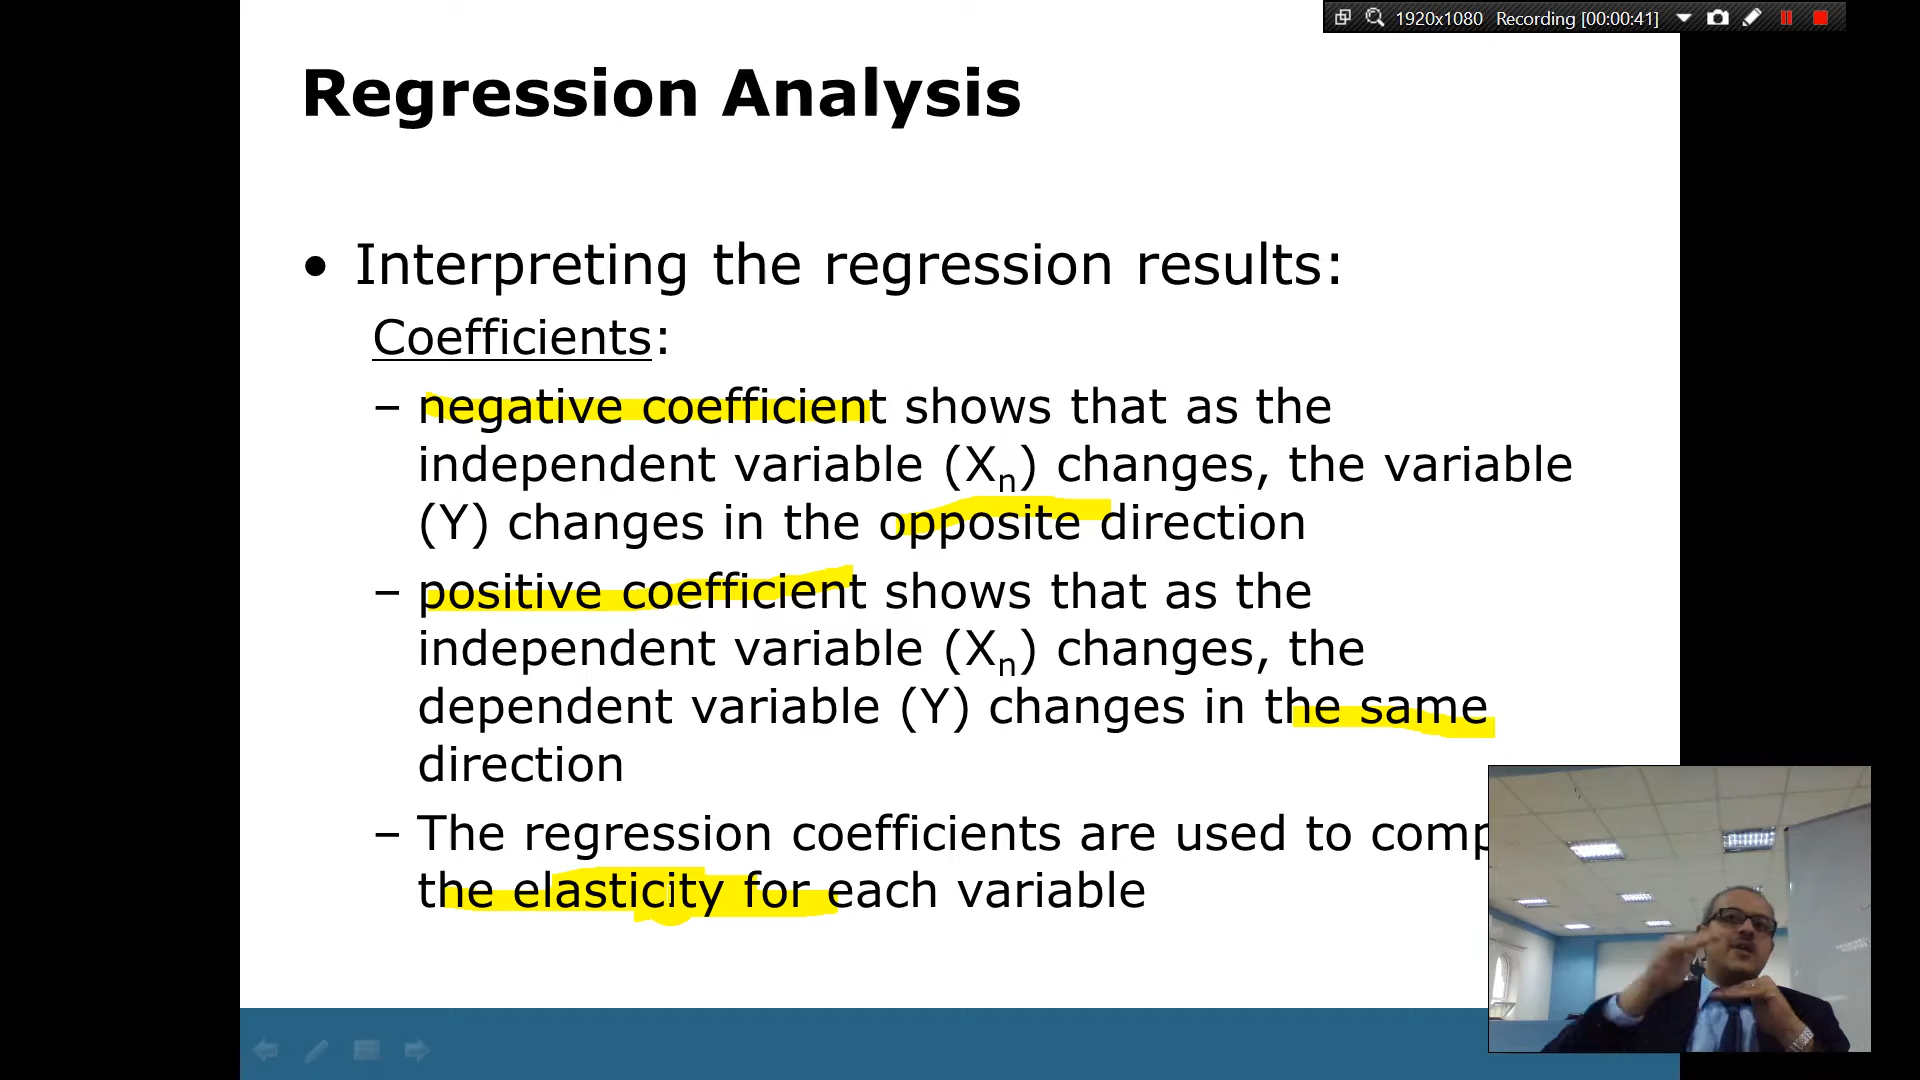 1920x1080 Recording [00:00:41]
Regression Analysis
• Interpreting the regression results:
Coefficients:
– negative coefficient shows that as the
independent variable (Xn) changes, the variable
(Y) changes in the opposite direction
– positive coefficient shows that as the
independent variable (Xn) changes, the
dependent variable (Y) changes in the same
direction
– The regression coefficients are used to comp
the elasticity for each variable